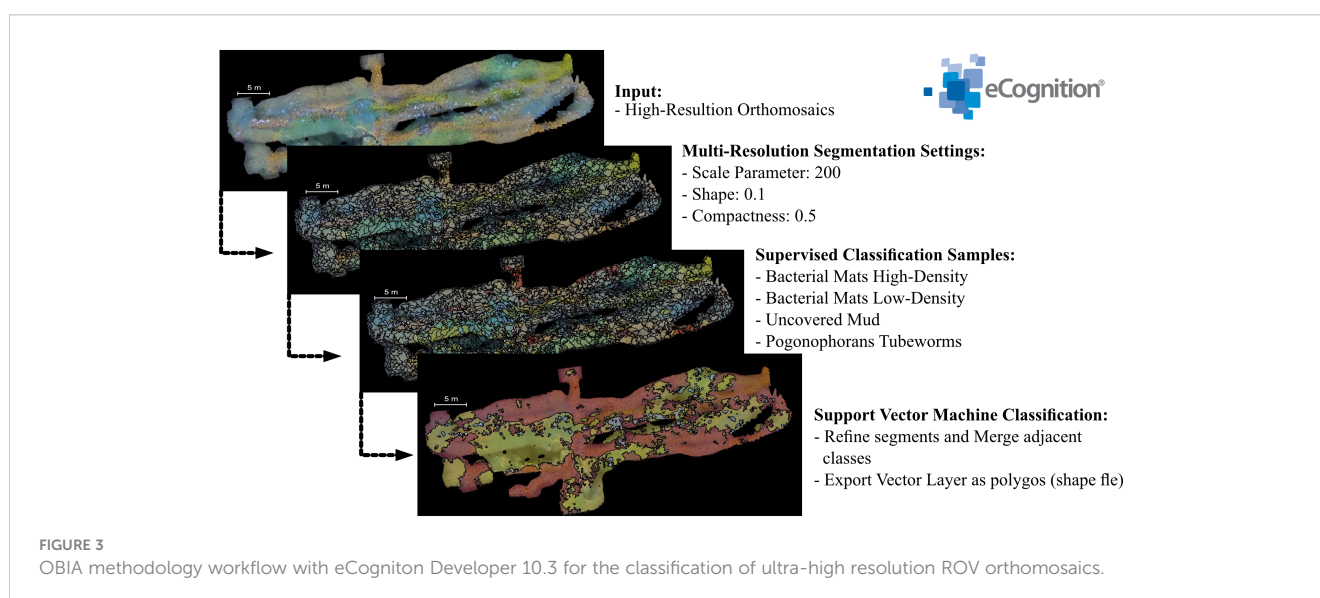 5 m
Input:
- High-Resultion Orthomosaics
eCognition®
5 m
Multi-Resolution Segmentation Settings:
- Scale Parameter: 200
- Shape: 0.1
- Compactness: 0.5
5 m
Supervised Classification Samples:
- Bacterial Mats High-Density
- Bacterial Mats Low-Density
- Uncovered Mud
- Pogonophorans Tubeworms
5 m
Support Vector Machine Classification:
- Refine segments and Merge adjacent
classes
- Export Vector Layer as polygos (shape fle)
FIGURE 3
OBIA methodology workflow with eCogniton Developer 10.3 for the classification of ultra-high resolution ROV orthomosaics.